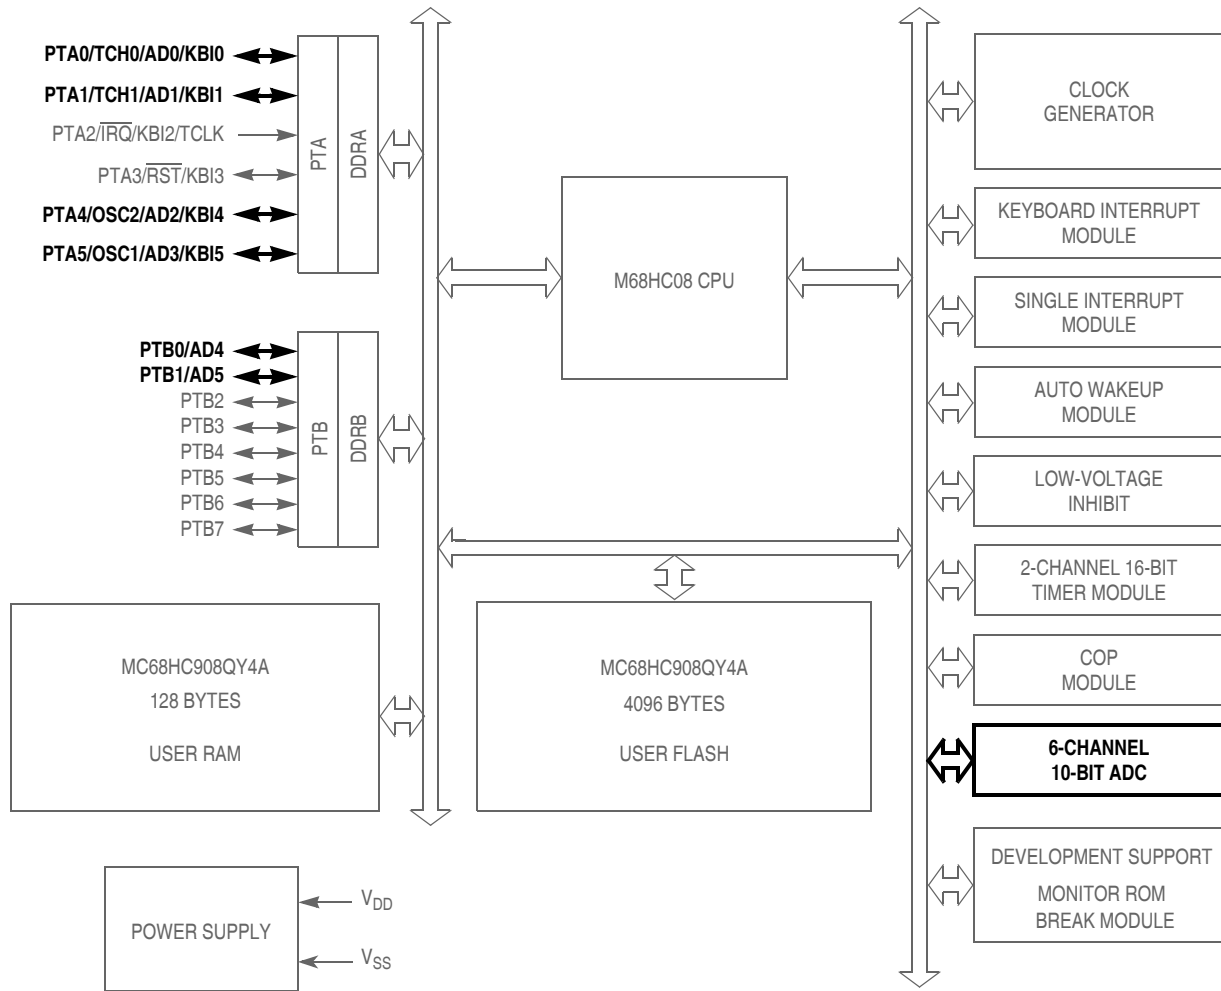 PTA0/TCH0/AD0/KBI0
PTA1/TCH1/AD1/KBI1
PTA2/IRQ/KBI2/TCLK
PTA3/RST/KBI3
PTA4/OSC2/AD2/KBI4
PTA5/OSC1/AD3/KBI5
PTA
DDRA
PTB0/AD4
PTB1/AD5
PTB2
PTB3
PTB4
PTB5
PTB6
PTB7
PTB
DDRB
M68HC08 CPU
MC68HC908QY4A
128 BYTES
USER RAM
MC68HC908QY4A
4096 BYTES
USER FLASH
POWER SUPPLY
VDD
VSS
CLOCK
GENERATOR
KEYBOARD INTERRUPT
MODULE
SINGLE INTERRUPT
MODULE
AUTO WAKEUP
MODULE
LOW-VOLTAGE
INHIBIT
2-CHANNEL 16-BIT
TIMER MODULE
COP
MODULE
6-CHANNEL
10-BIT ADC
DEVELOPMENT SUPPORT
MONITOR ROM
BREAK MODULE